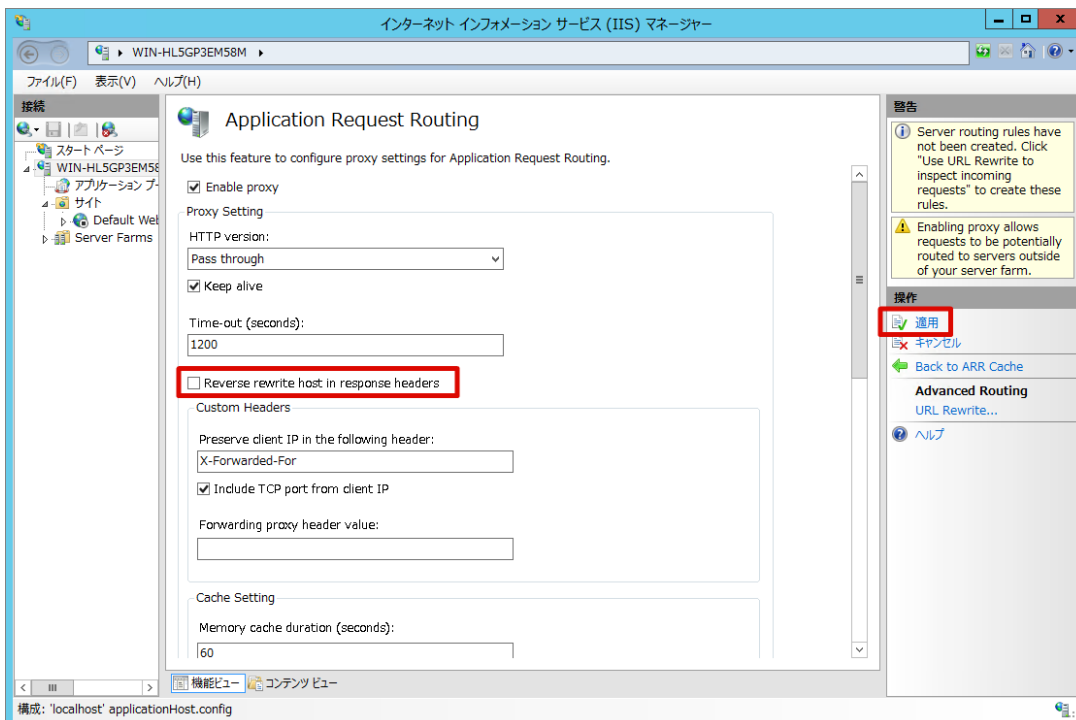 インターネット インフォメーション サービス (IIS) マネージャー
WIN-HL5GP3EM58M
ファイル(F) 表示(V) ヘルプ(H)
接続
スタート ページ
WIN-HL5GP3EM58
アプリケーション プ
サイト
Default Web
Server Farms
Application Request Routing
Use this feature to configure proxy settings for Application Request Routing.
Enable proxy
Proxy Setting
HTTP version:
Pass through
Keep alive
Time-out (seconds):
1200
Reverse rewrite host in response headers
Custom Headers
Preserve client IP in the following header:
X-Forwarded-For
Include TCP port from client IP
Forwarding proxy header value:
Cache Setting
Memory cache duration (seconds):
60
機能ビュー コンテンツ ビュー
警告
Server routing rules have
not been created. Click
"Use URL Rewrite to
inspect incoming
requests" to create these
rules.
Enabling proxy allows
requests to be potentially
routed to servers outside
of your server farm.
操作
適用
キャンセル
Back to ARR Cache
Advanced Routing
URL Rewrite...
ヘルプ
構成: 'localhost' applicationHost.config